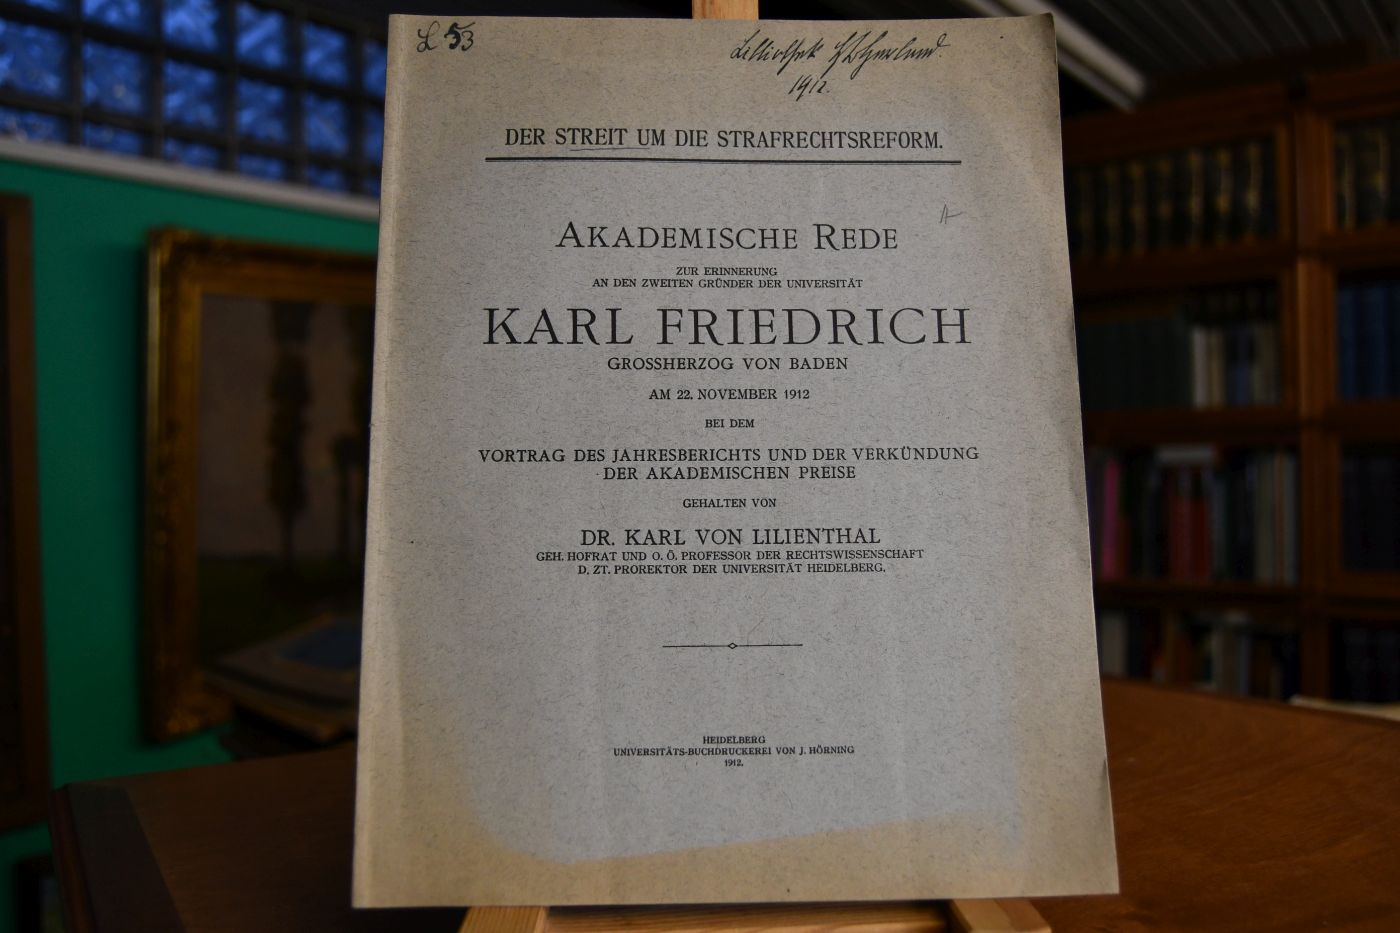 L 53
1912.
DER STREIT UM DIE STRAFRECHTSREFORM.
A
AKADEMISCHE REDE
ZUR ERINNERUNG
AN DEN ZWEITEN GRÜNDER DER UNIVERSITÄT
KARL FRIEDRICH
GROSSHERZOG VON BADEN
AM 22. NOVEMBER 1912
BEI DEM
VORTRAG DES JAHRESBERICHTS UND DER VERKÜNDUNG
DER AKADEMISCHEN PREISE
GEHALTEN VON
DR. KARL VON LILIENTHAL
GEH. HOFRAT UND O. Ö. PROFESSOR DER RECHTSWISSENSCHAFT
D. ZT. PROREKTOR DER UNIVERSITÄT HEIDELBERG.
HEIDELBERG
UNIVERSITÄTS-BUCHDRUCKEREI VON J. HÖRNING
1912.